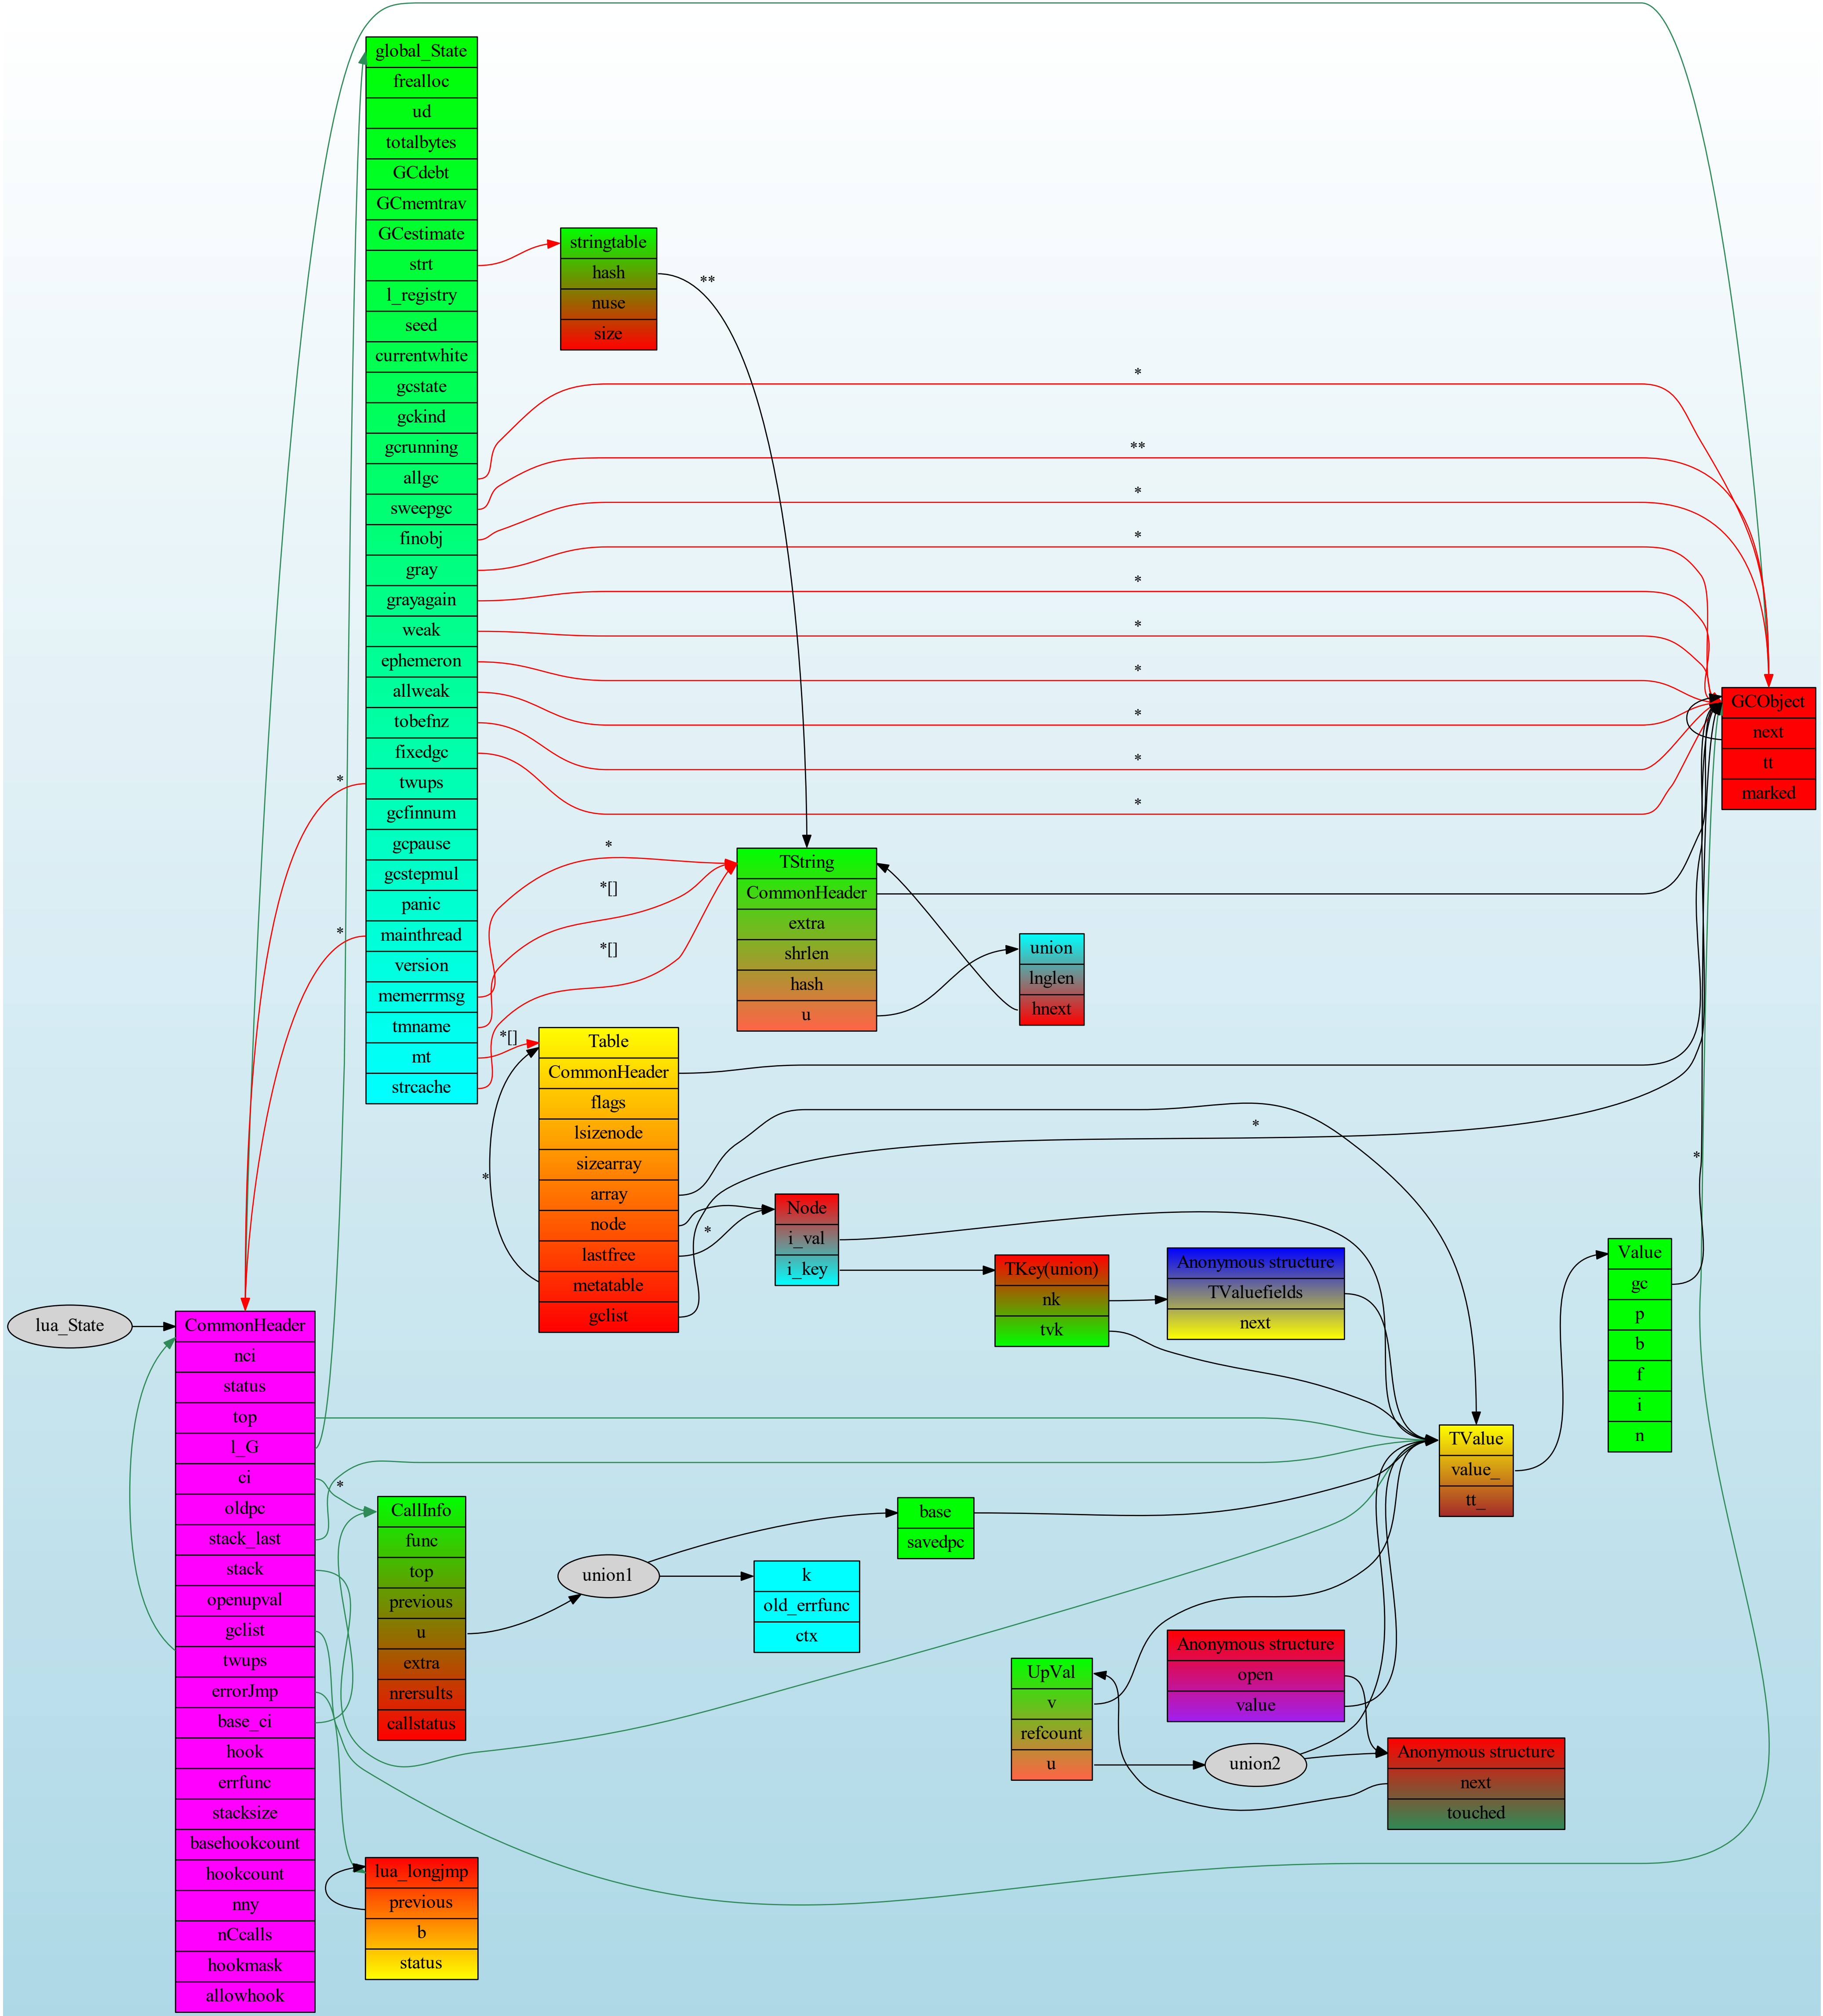 global_State
frealloc
ud
totalbytes
GCdebt
GCmemtrav
GCestimate
strt
l_registry
seed
currentwhite
gcstate
gckind
gcrunning
allgc
sweepgc
finobj
gray
grayagain
weak
ephemeron
allweak
tobefnz
fixedgc
twups
gcfinnum
gcpause
gcstepmul
panic
mainthread
version
memerrmsg
tmname
mt
strcache
stringtable
hash
nuse
size
**
*
**
*
*
*
*
*
*
*
*
GCObject
next
tt
marked
*
*
*
*[]
*[]
*[]
TString
CommonHeader
extra
shrlen
hash
u
union
lnglen
hnext
Table
CommonHeader
flags
lsizenode
sizearray
array
node
lastfree
metatable
gclist
*
*
*
*
Node
i_val
i_key
TKey(union)
nk
tvk
Anonymous structure
TValuefields
next
Value
gc
p
b
f
i
n
lua_State
CommonHeader
nci
status
top
l_G
ci
oldpc
stack_last
stack
openupval
gclist
twups
errorJmp
base_ci
hook
errfunc
stacksize
basehookcount
hookcount
nny
nCcalls
hookmask
allowhook
*
CallInfo
func
top
previous
u
extra
nrersults
callstatus
union1
base
savedpc
k
old_errfunc
ctx
TValue
value_
tt_
UpVal
v
refcount
u
Anonymous structure
open
value
union2
Anonymous structure
next
touched
lua_longjmp
previous
b
status